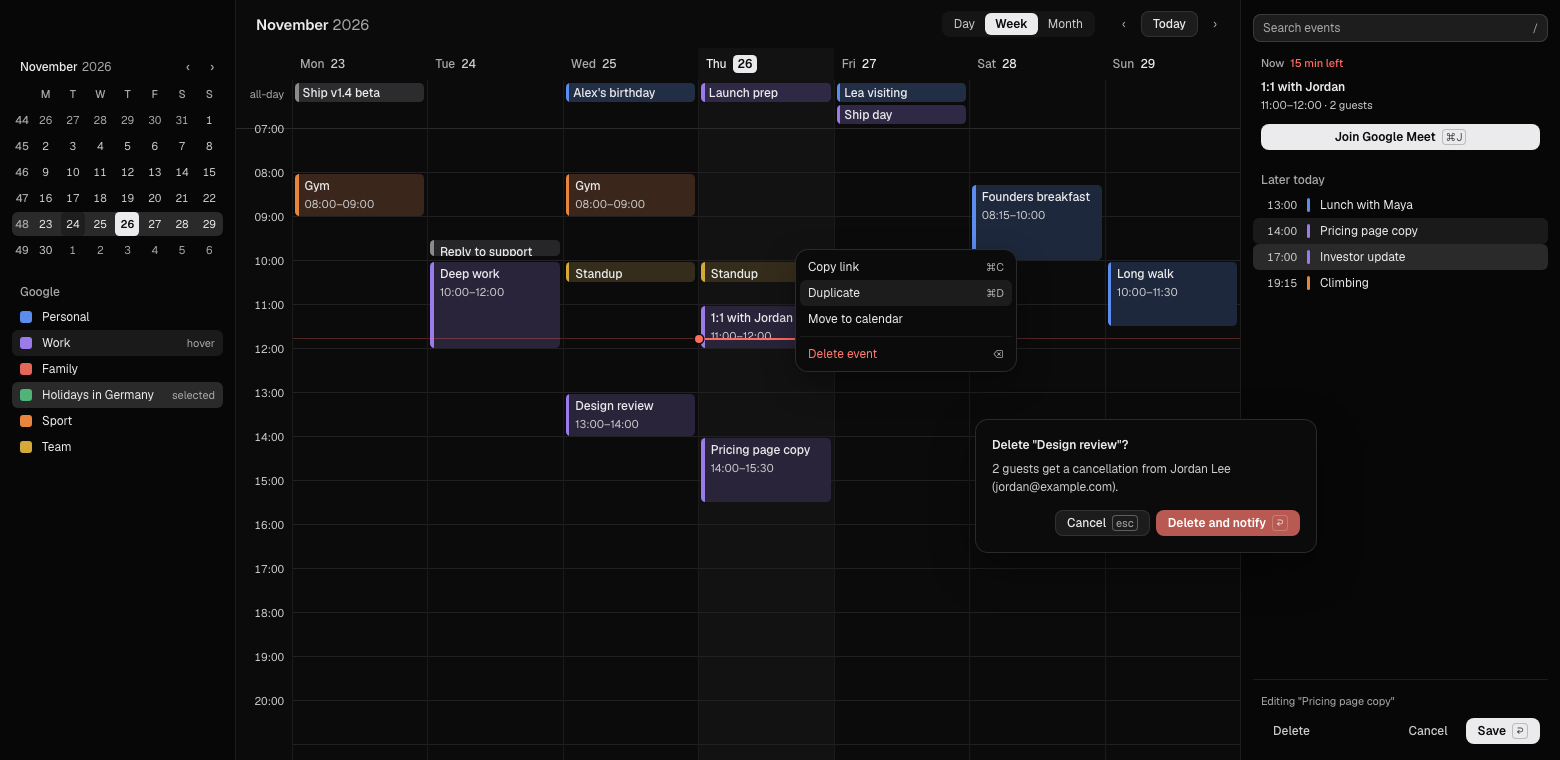 November 2026
‹ ›
M T W T F S S
44 26 27 28 29 30 31 1
45 2 3 4 5 6 7 8
46 9 10 11 12 13 14 15
47 16 17 18 19 20 21 22
48 23 24 25 26 27 28 29
49 30 1 2 3 4 5 6
Google
Personal
Work hover
Family
Holidays in Germany selected
Sport
Team
November 2026
Day Week Month ‹ Today ›
Mon 23 Tue 24 Wed 25 Thu 26 Fri 27 Sat 28 Sun 29
all-day Ship v1.4 beta Alex's birthday Launch prep Lea visiting
Ship day
07:00
08:00
Gym Gym
08:00–09:00 08:00–09:00
Founders breakfast
08:15–10:00
09:00
Reply to support
10:00
Deep work Standup Standup Long walk
10:00–12:00 10:00–11:30
11:00
1:1 with Jordan
11:00–12:00
12:00
13:00
Design review
13:00–14:00
14:00
Pricing page copy
14:00–15:30
15:00
16:00
17:00
18:00
19:00
20:00
Copy link ⌘C
Duplicate ⌘D
Move to calendar
Delete event ⌫
Delete "Design review"?
2 guests get a cancellation from Jordan Lee
(jordan@example.com).
Cancel esc Delete and notify
Search events /
Now 15 min left
1:1 with Jordan
11:00–12:00 · 2 guests
Join Google Meet ⌘J
Later today
13:00 Lunch with Maya
14:00 Pricing page copy
17:00 Investor update
19:15 Climbing
Editing "Pricing page copy"
Delete Cancel Save